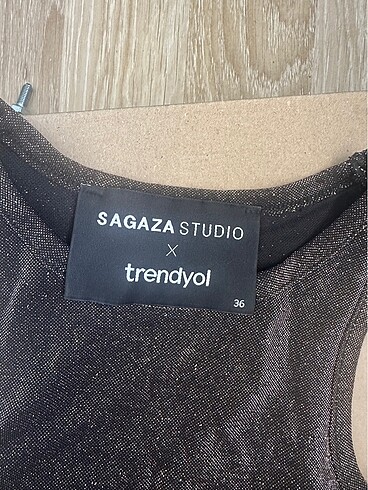 SAGAZA STUDIO
×
trendyol
36